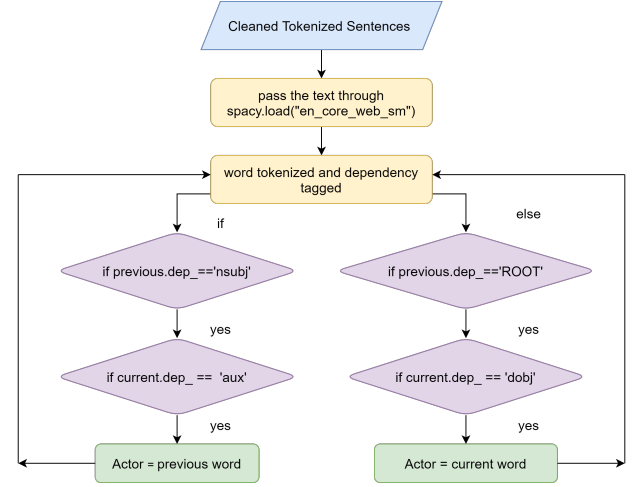 Cleaned Tokenized Sentences
pass the text through
spacy.load("en_core_web_sm")
word tokenized and dependency
tagged
if
else
if previous.dep_=='nsubj'
if previous.dep_=='ROOT'
yes
yes
if current.dep_ == 'aux'
if current.dep_ == 'dobj'
yes
yes
Actor = previous word
Actor = current word